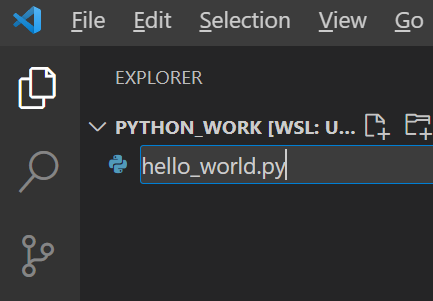 File Edit Selection View Go
EXPLORER
PYTHON_WORK [WSL: U...
hello_world.py